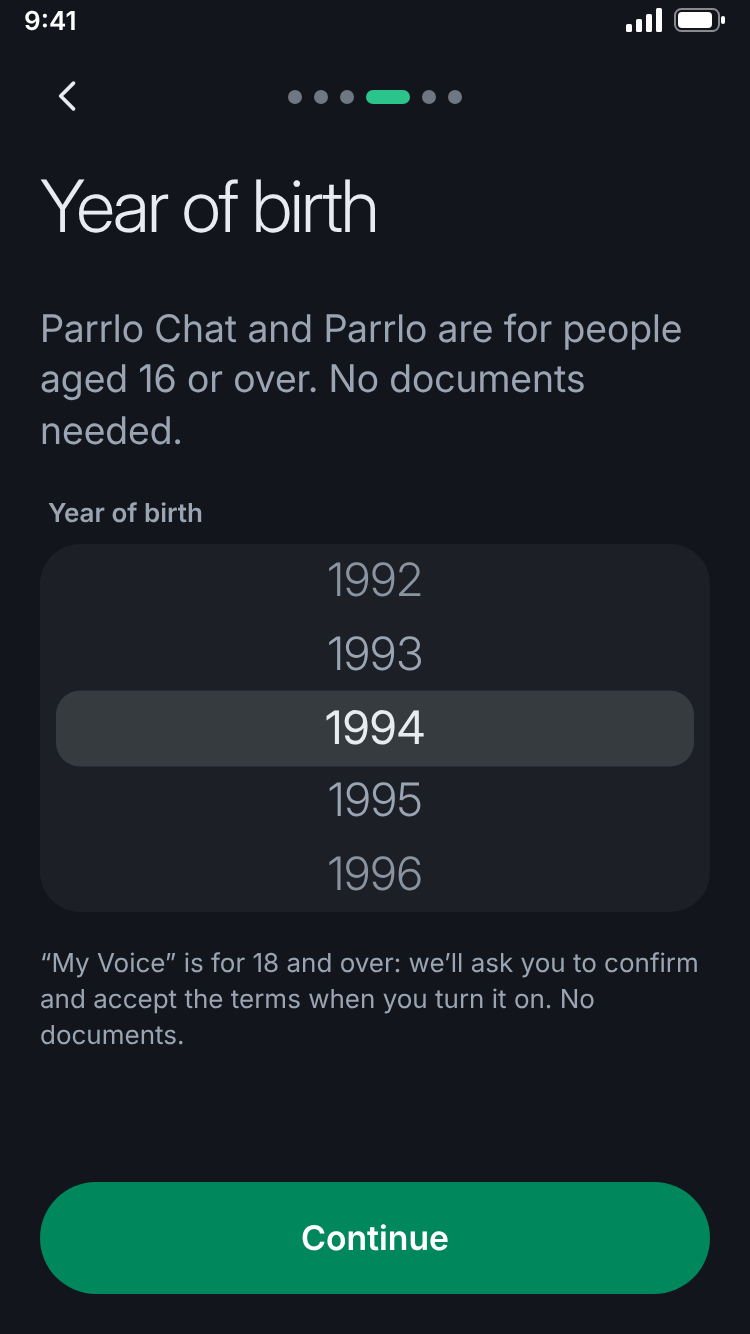 9:41
Year of birth
Parrlo Chat and Parrlo are for people
aged 16 or over. No documents
needed.
Year of birth
1992
1993
1994
1995
1996
“My Voice” is for 18 and over: we’ll ask you to confirm
and accept the terms when you turn it on. No
documents.
Continue